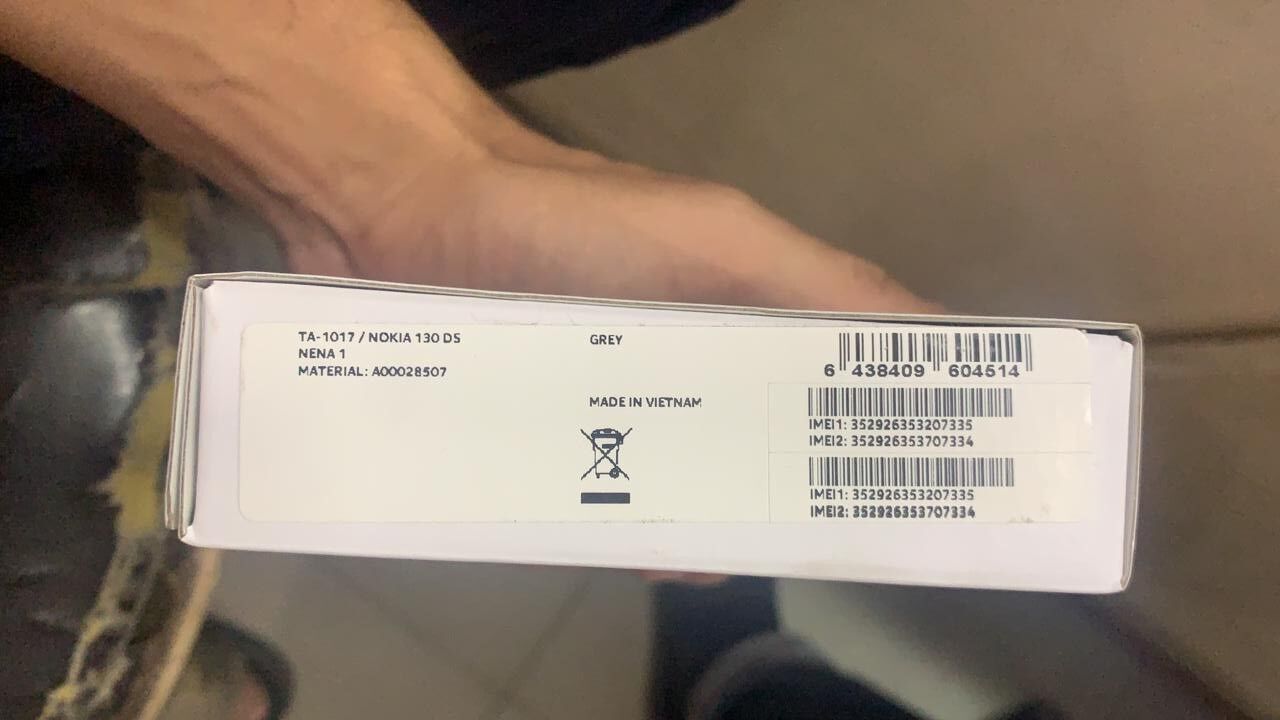 TA-1017 / NOKIA 130 DS
NENA 1
MATERIAL: A00028507
GREY
MADE IN VIETNAM
6 438409 604514
IMEI1: 352926353207335
IMEI2: 352926353707334
IMEI1: 352926353207335
IMEI2: 352926353707334